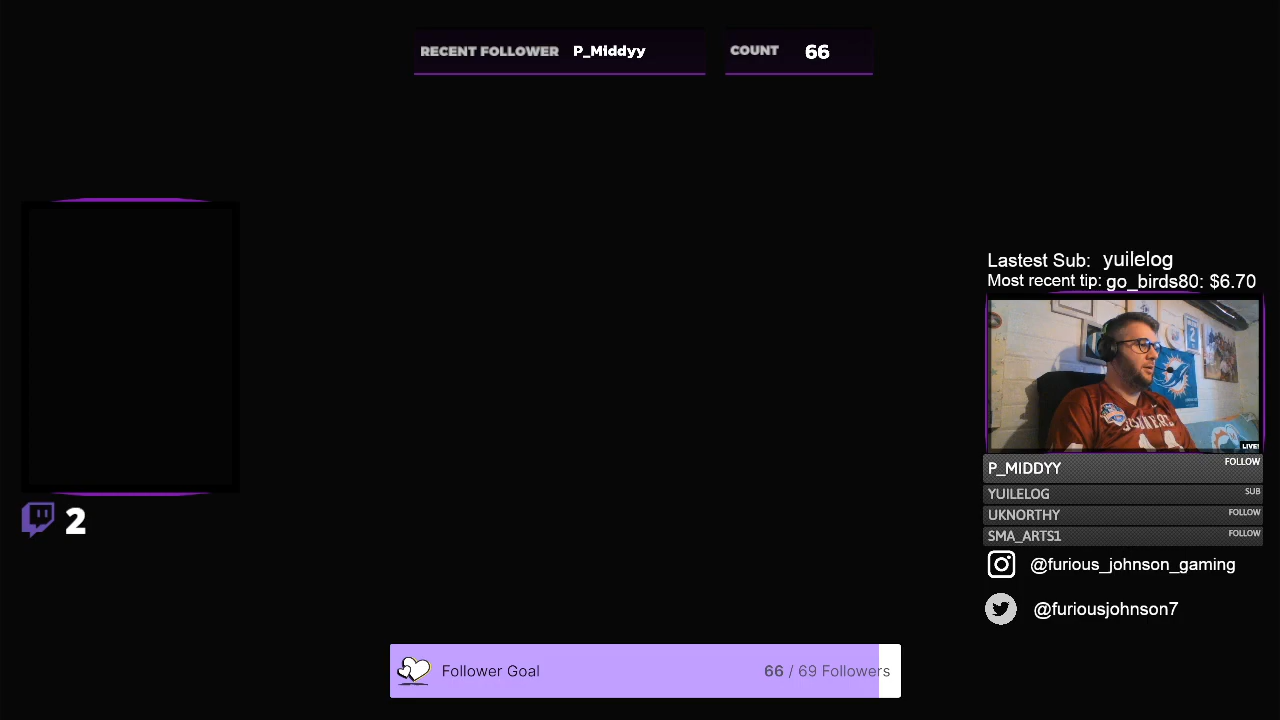 RECENT FOLLOWER P_Middyy
COUNT 66
Lastest Sub: yuilelog
Most recent tip: go_birds80: $6.70
LIVE!
P_MIDDYY FOLLOW
YUILELOG SUB
UKNORTHY FOLLOW
SMA_ARTS1 FOLLOW
2
@furious_johnson_gaming
@furiousjohnson7
Follower Goal 66 / 69 Followers